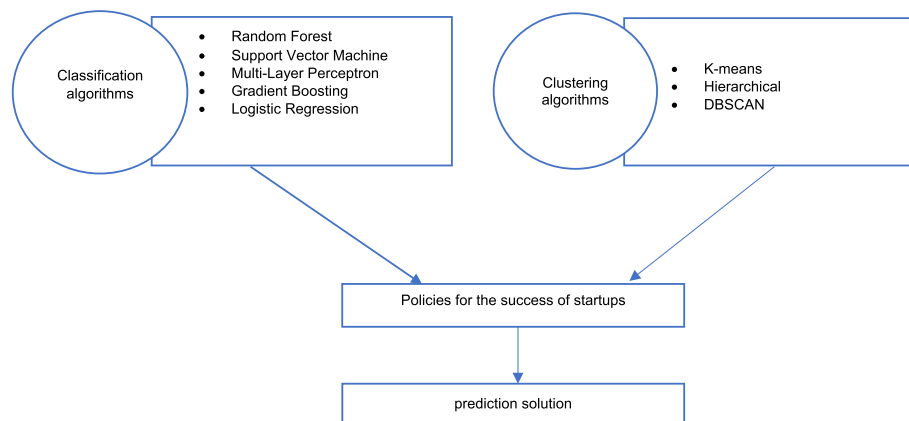 Classification
algorithms
• Random Forest
• Support Vector Machine
• Multi-Layer Perceptron
• Gradient Boosting
• Logistic Regression
Clustering
algorithms
• K-means
• Hierarchical
• DBSCAN
Policies for the success of startups
prediction solution